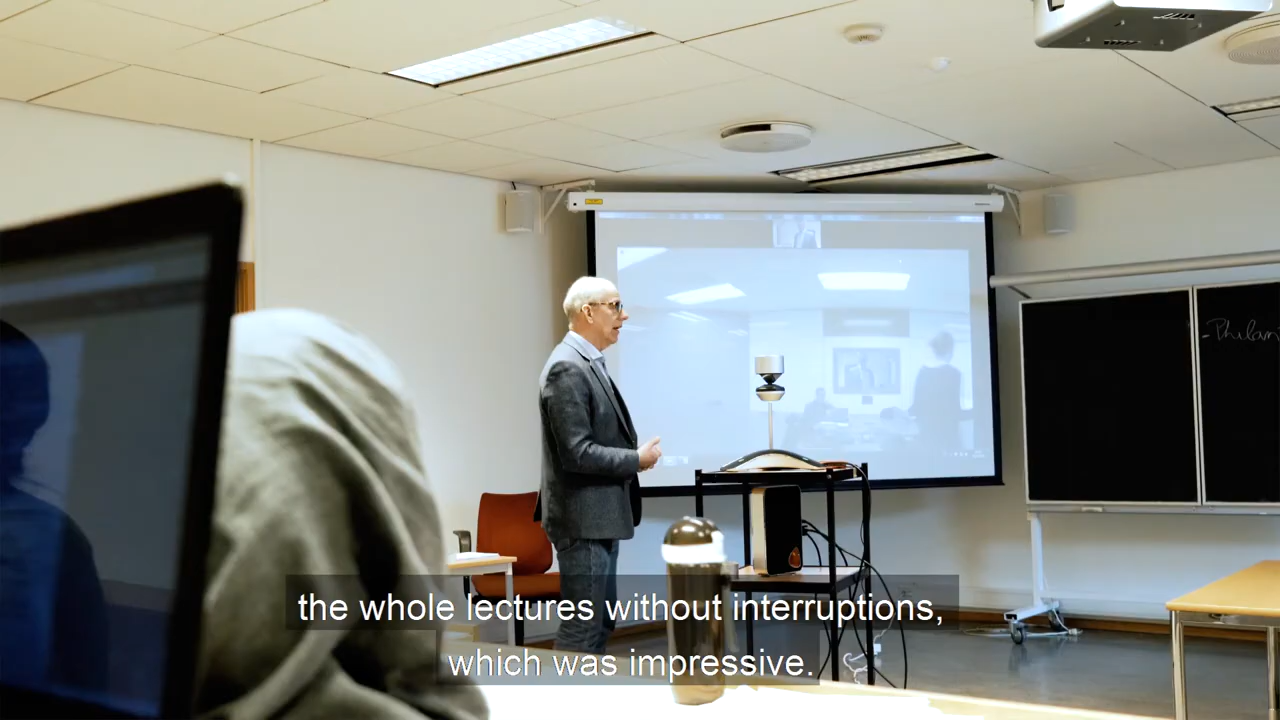 the whole lectures without interruptions,
which was impressive.